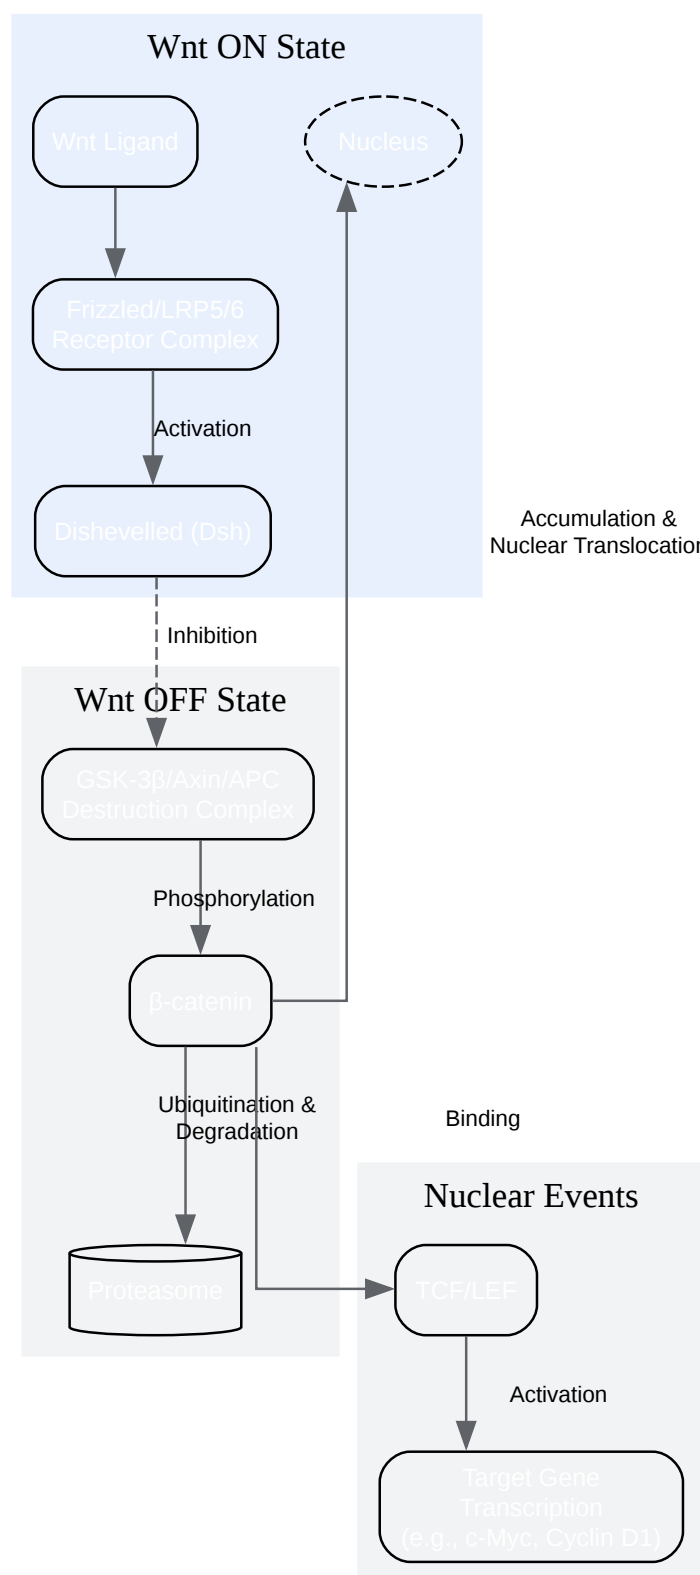 Wnt ON State
Wnt Ligand
Nucleus
Frizzled/LRP5/6
Receptor Complex
Activation
Dishevelled (Dsh)
Accumulation &
Nuclear Translocation
Inhibition
Wnt OFF State
GSK-3β/Axin/APC
Destruction Complex
Phosphorylation
β-catenin
Ubiquitination &
Degradation
Binding
Nuclear Events
Proteasome
TCF/LEF
Activation
Target Gene
Transcription
(e.g., c-Myc, Cyclin D1)